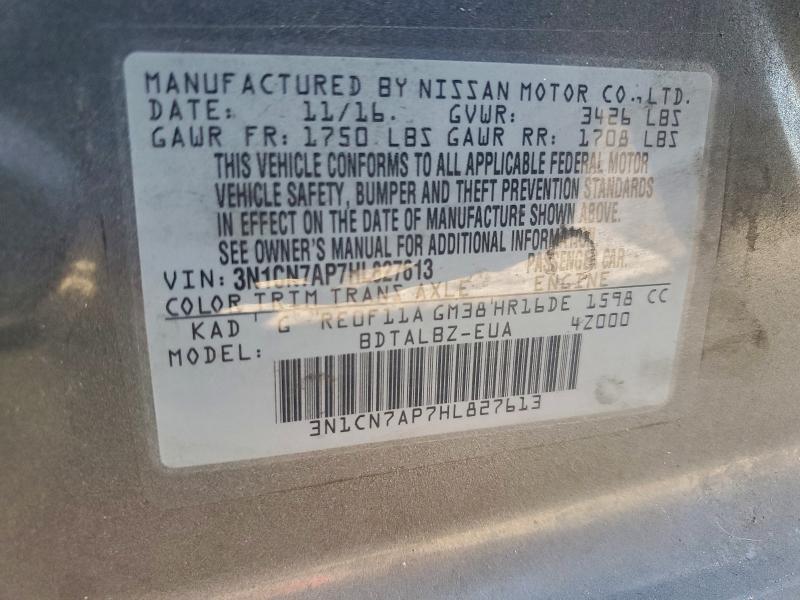 MANUFACTURED BY NISSAN MOTOR CO., LTD.
DATE: 11/16. GVWR: 3426 LBS
GAWR FR: 1750 LBS GAWR RR: 1708 LBS
THIS VEHICLE CONFORMS TO ALL APPLICABLE FEDERAL MOTOR
VEHICLE SAFETY, BUMPER AND THEFT PREVENTION STANDARDS
IN EFFECT ON THE DATE OF MANUFACTURE SHOWN ABOVE.
SEE OWNER'S MANUAL FOR ADDITIONAL INFORMATION.
PASSENGER CAR.
VIN: 3N1CN7AP7HL827613
COLOR TRIM TRANS AXLE ENGINE
KAD G RE0F11A GM38 HR16DE 1598 CC
MODEL: BDTALBZ-EUA 4Z000
3N1CN7AP7HL827613